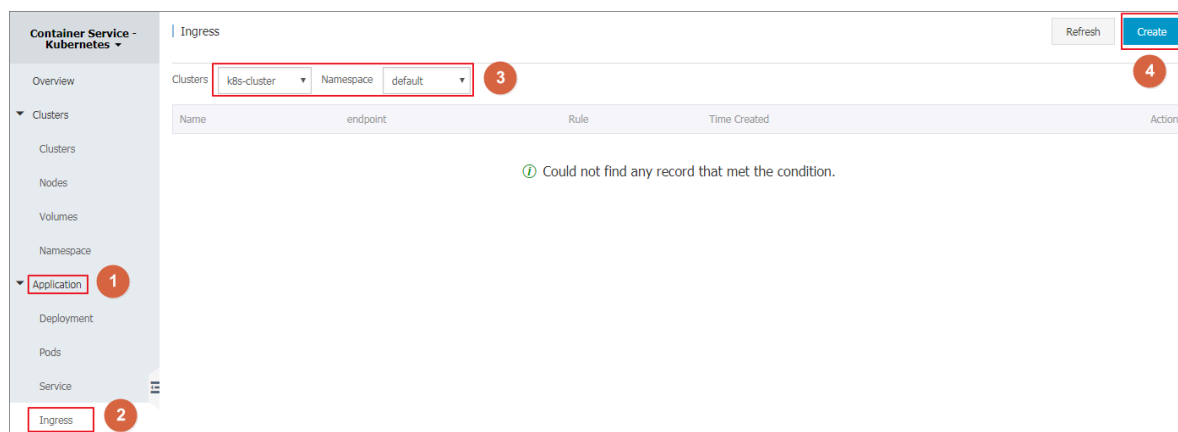 Container Service -
Kubernetes
Overview
Clusters
Clusters
Nodes
Volumes
Namespace
Application
1
Deployment
Pods
Service
Ingress
2
Ingress
Refresh
Create
4
Clusters
k8s-cluster
Namespace
default
3
Name
endpoint
Rule
Time Created
Action
Could not find any record that met the condition.